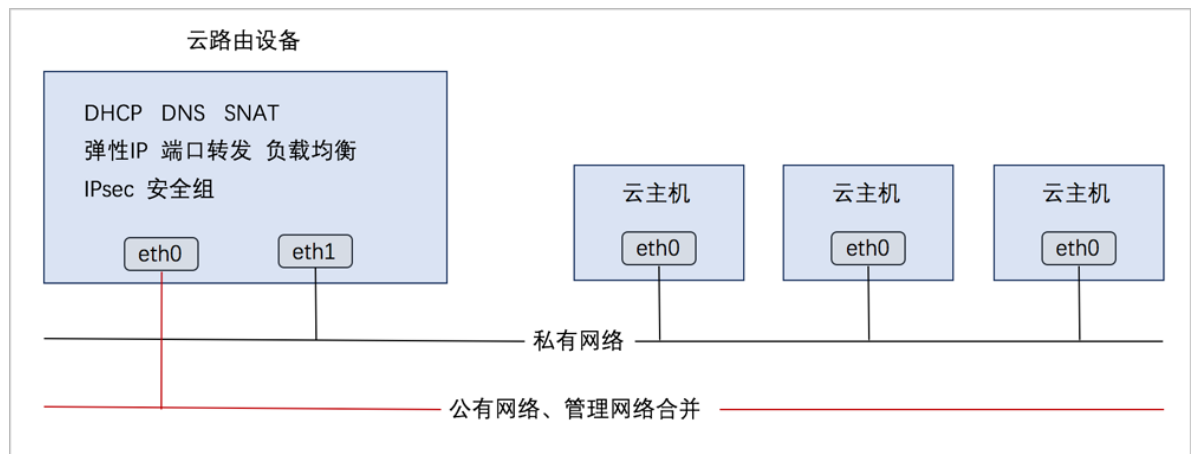 云路由设备
DHCP DNS SNAT
弹性IP 端口转发 负载均衡
IPsec 安全组
eth0
eth1
云主机
eth0
云主机
eth0
云主机
eth0
私有网络
公有网络、管理网络合并